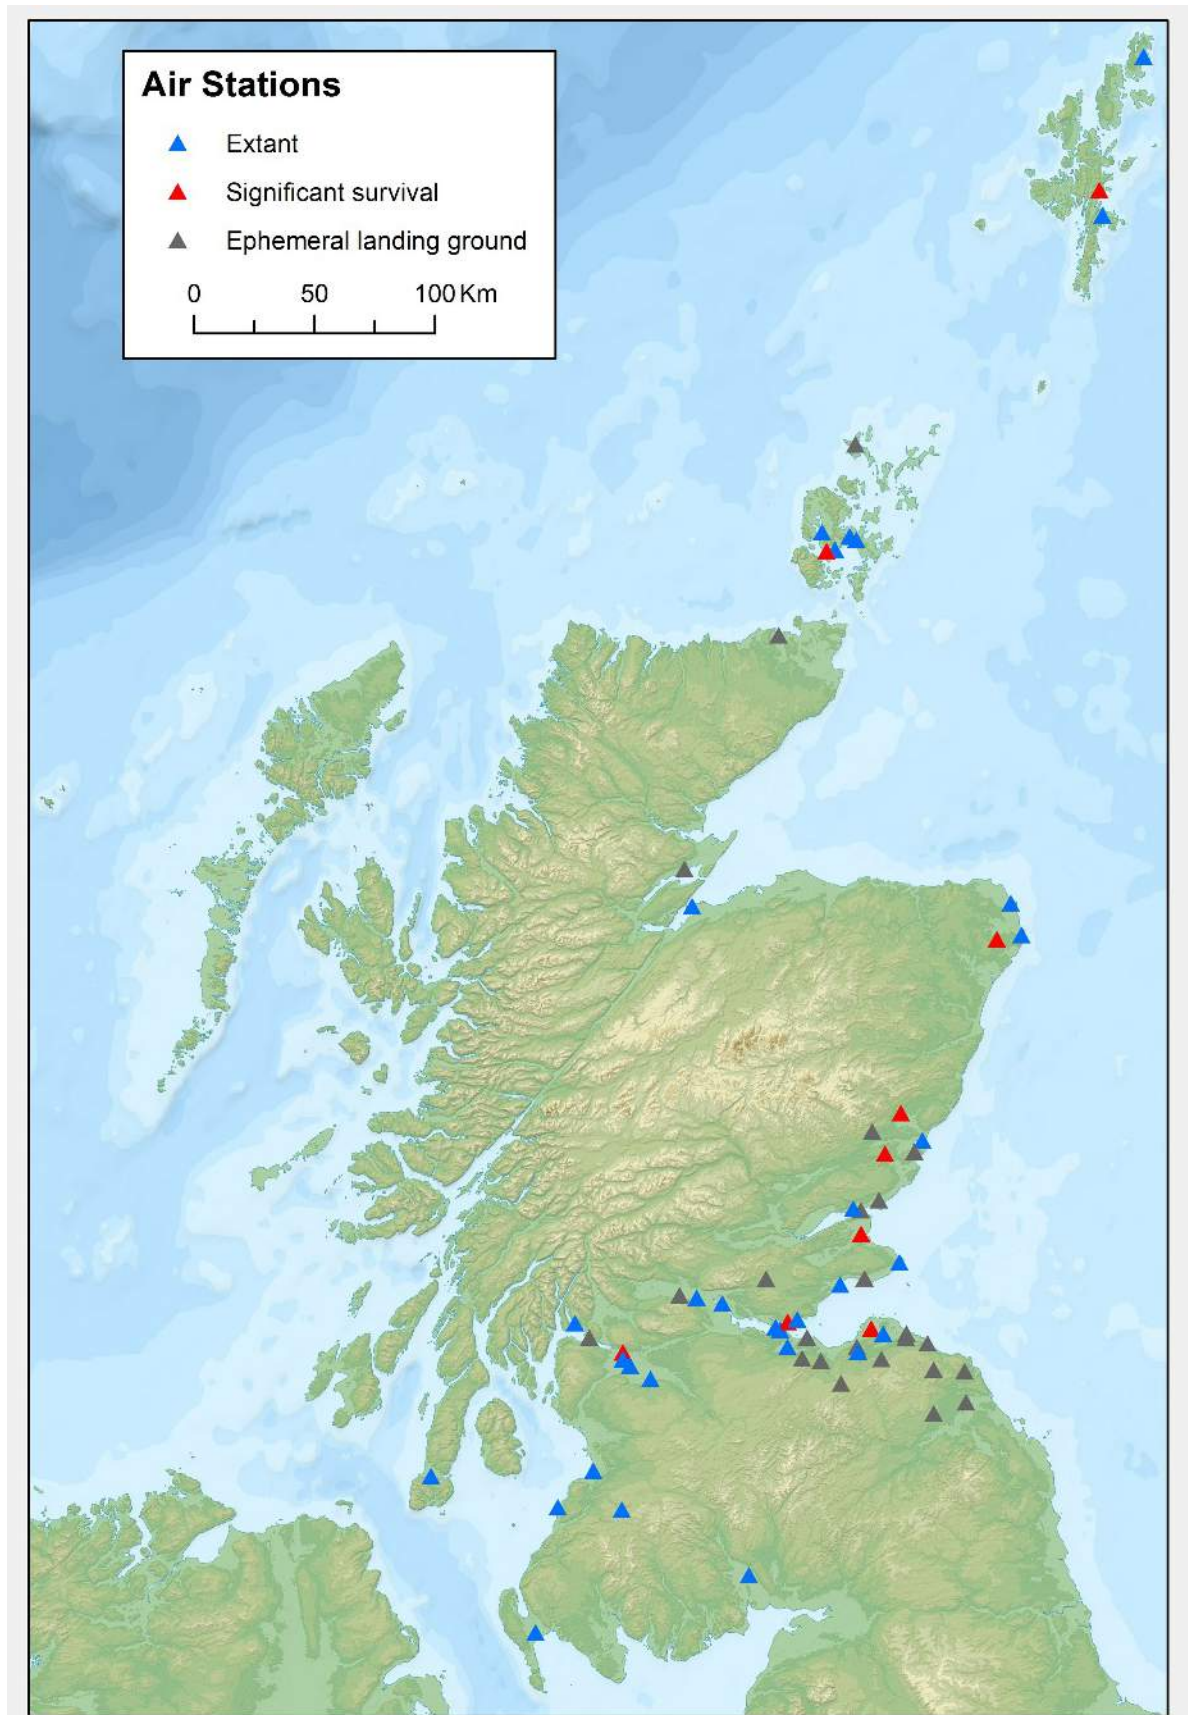 Air Stations
Extant
Significant survival
Ephemeral landing ground
0 50 100 Km